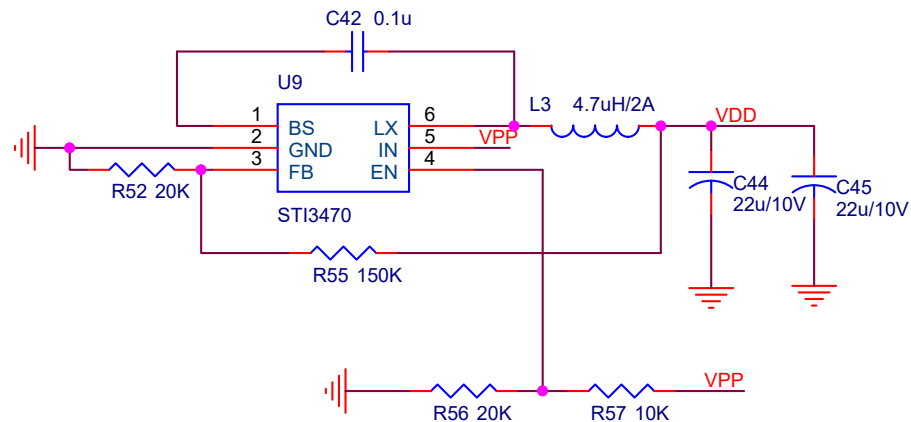 C42 0.1u
U9
L3 4.7uH/2A
1 BS LX 6
VDD
2 GND IN 5 VPP
3 FB EN 4
R52 20K
C44
22u/10V
C45
22u/10V
STI3470
R55 150K
VPP
R56 20K
R57 10K